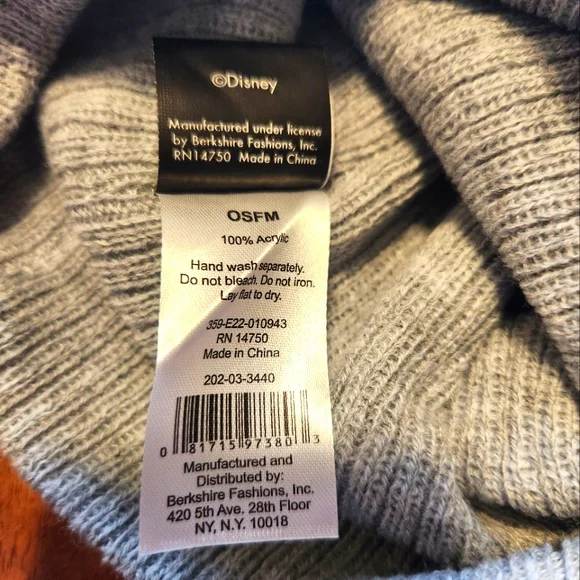 ©Disney
Manufactured under license
by Berkshire Fashions, Inc.
RN14750 Made in China
OSFM
100% Acrylic
Hand wash separately.
Do not bleach. Do not iron.
Lay flat to dry.
359-E22-010943
RN 14750
Made in China
202-03-3440
0 81715 97380 3
Manufactured and
Distributed by:
Berkshire Fashions, Inc.
420 5th Ave. 28th Floor
NY, N.Y. 10018